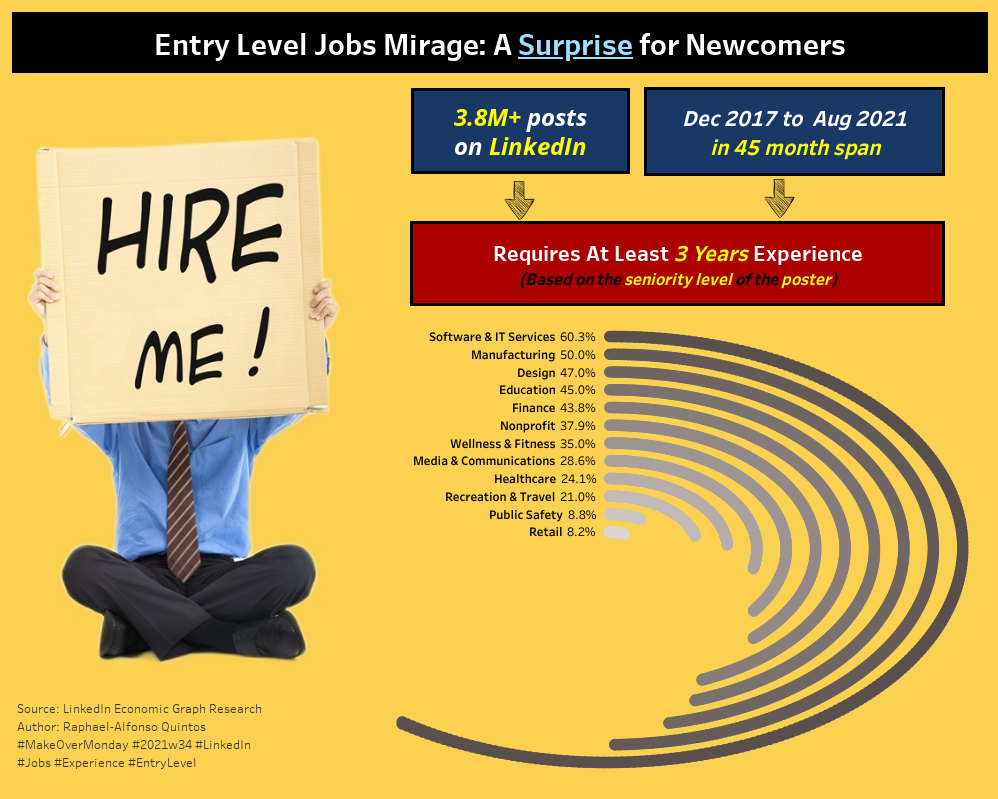 Entry Level Jobs Mirage: A Surprise for Newcomers
3.8M+ posts
on LinkedIn
Dec 2017 to Aug 2021
in 45 month span
HIRE
ME!
Requires At Least 3 Years Experience
(Based on the seniority level of the poster)
Software & IT Services 60.3%
Manufacturing 50.0%
Design 47.0%
Education 45.0%
Finance 43.8%
Nonprofit 37.9%
Wellness & Fitness 35.0%
Media & Communications 28.6%
Healthcare 24.1%
Recreation & Travel 21.0%
Public Safety 8.8%
Retail 8.2%
Source: LinkedIn Economic Graph Research
Author: Raphael-Alfonso Quintos
#MakeOverMonday #2021w34 #LinkedIn
#Jobs #Experience #EntryLevel